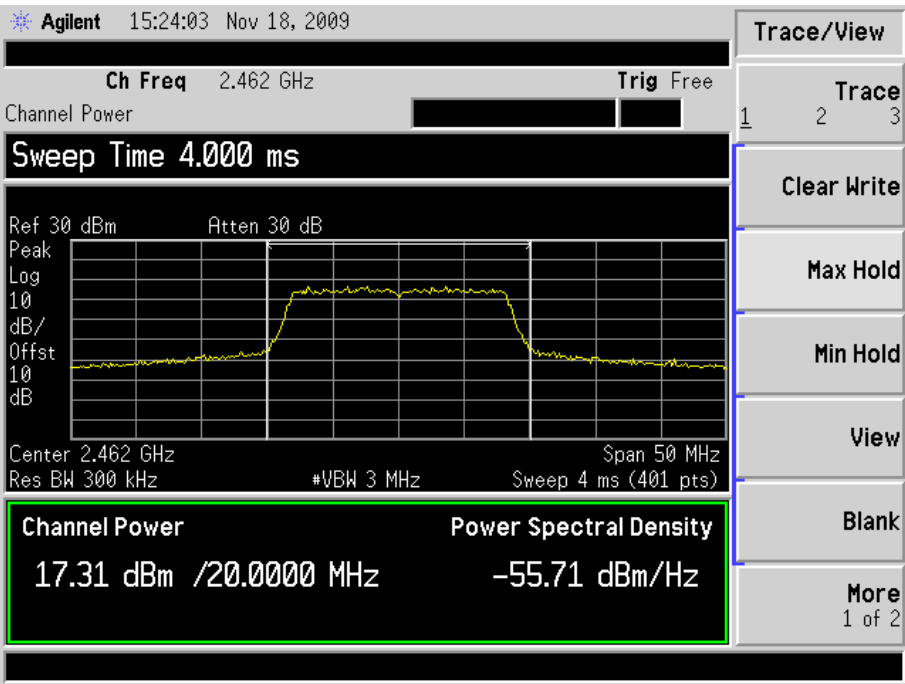 Agilent 15:24:03 Nov 18, 2009
Trace/View
Ch Freq 2.462 GHz Trig Free
Channel Power
Trace
1 2 3
Sweep Time 4.000 ms
Clear Write
Ref 30 dBm Atten 30 dB
Peak
Log
10
dB/
Offst
10
dB
Max Hold
Min Hold
Center 2.462 GHz Span 50 MHz
Res BW 300 kHz #VBW 3 MHz Sweep 4 ms (401 pts)
View
Channel Power Power Spectral Density
17.31 dBm /20.0000 MHz -55.71 dBm/Hz
Blank
More
1 of 2